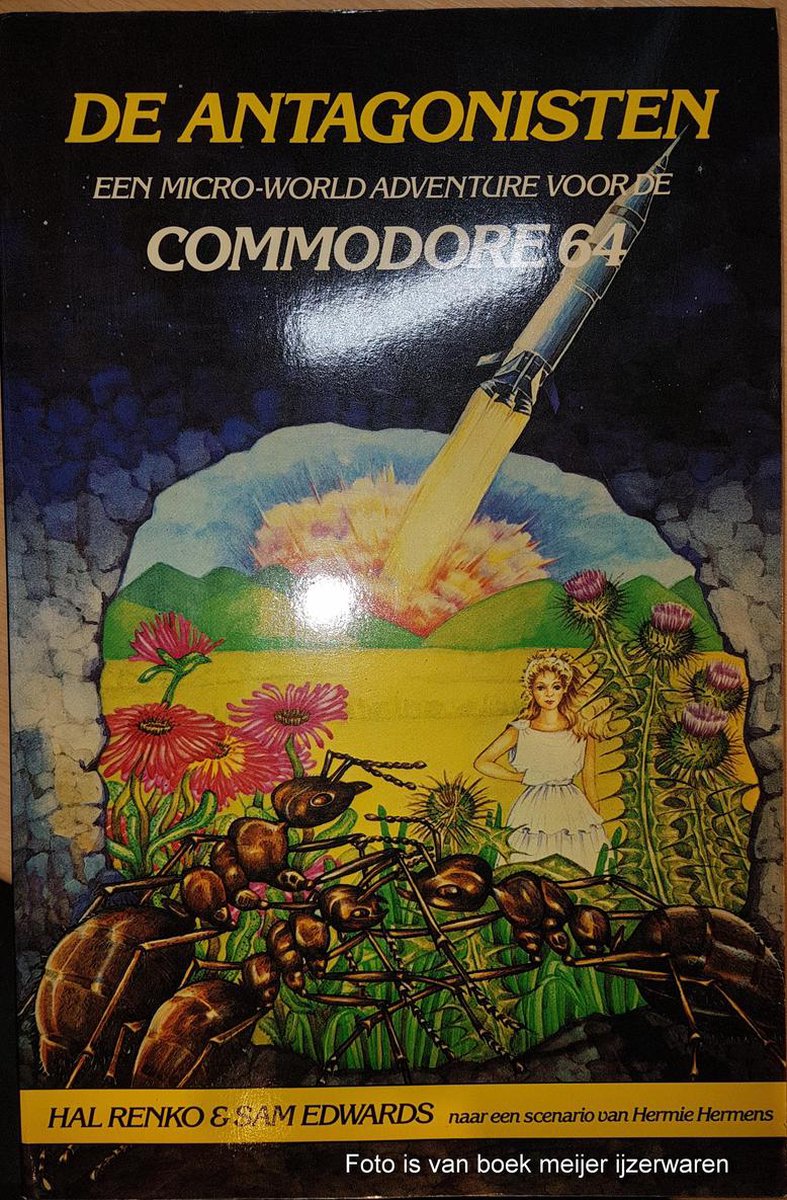 DE ANTAGONISTEN
EEN MICRO-WORLD ADVENTURE VOOR DE
COMMODORE 64
HAL RENKO & SAM EDWARDS naar een scenario van Hermie Hermens
Foto is van boek meijer ijzerwaren